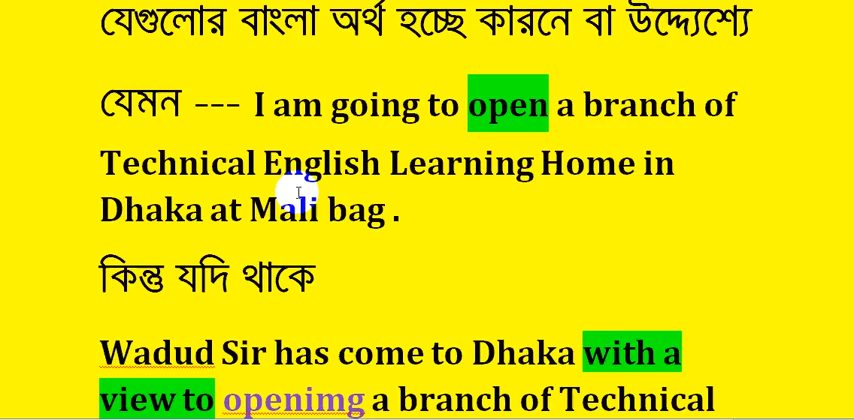 যেগুলোর বাংলা অর্থ হচ্ছে কারনে বা উদ্দ্যেশ্যে
যেমন --- I am going to open a branch of
Technical English Learning Home in
Dhaka at Mali bag .
কিন্তু যদি থাকে
Wadud Sir has come to Dhaka with a
view to openimg a branch of Technical